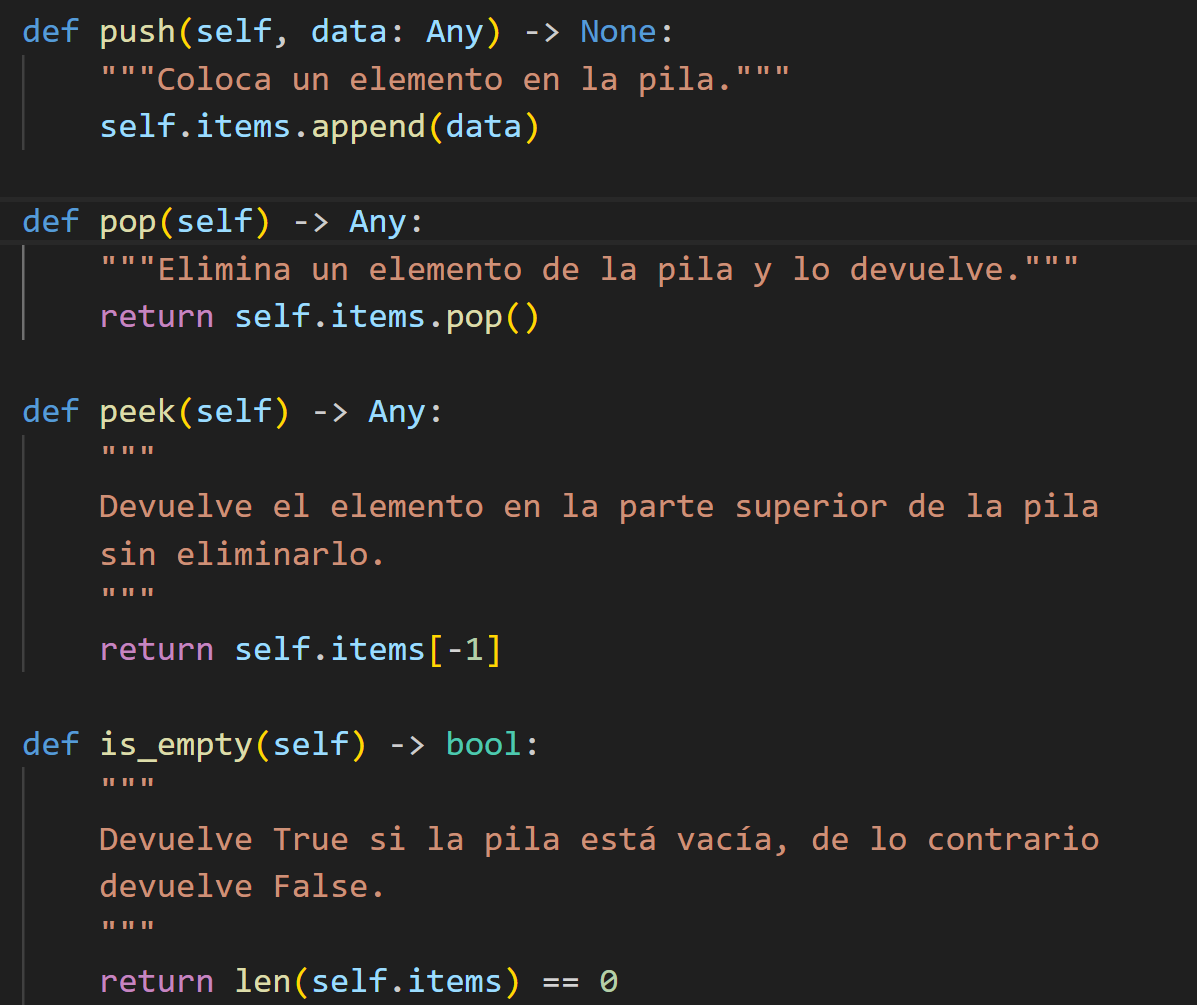 def push(self, data: Any) -> None:
    """Coloca un elemento en la pila."""
    self.items.append(data)
def pop(self) -> Any:
    """Elimina un elemento de la pila y lo devuelve."""
    return self.items.pop()
def peek(self) -> Any:
    """
    Devuelve el elemento en la parte superior de la pila
    sin eliminarlo.
    """
    return self.items[-1]
def is_empty(self) -> bool:
    """
    Devuelve True si la pila está vacía, de lo contrario
    devuelve False.
    """
    return len(self.items) == 0